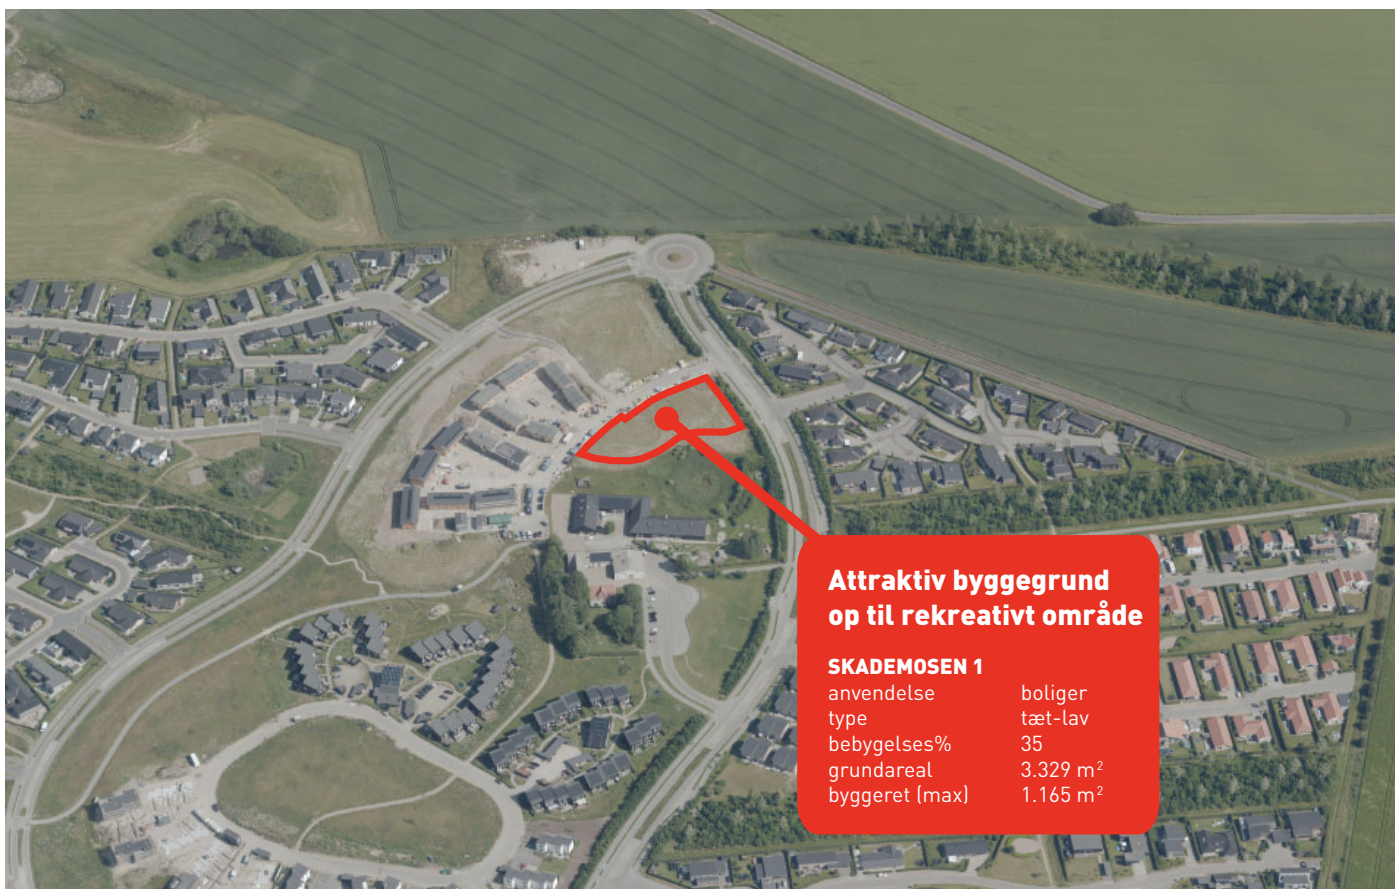 Attraktiv byggegrund
op til rekreativt område
SKADEMOSEN 1
anvendelse boliger
type tæt-lav
bebygelses% 35
grundareal 3.329 m²
byggeret (max) 1.165 m²